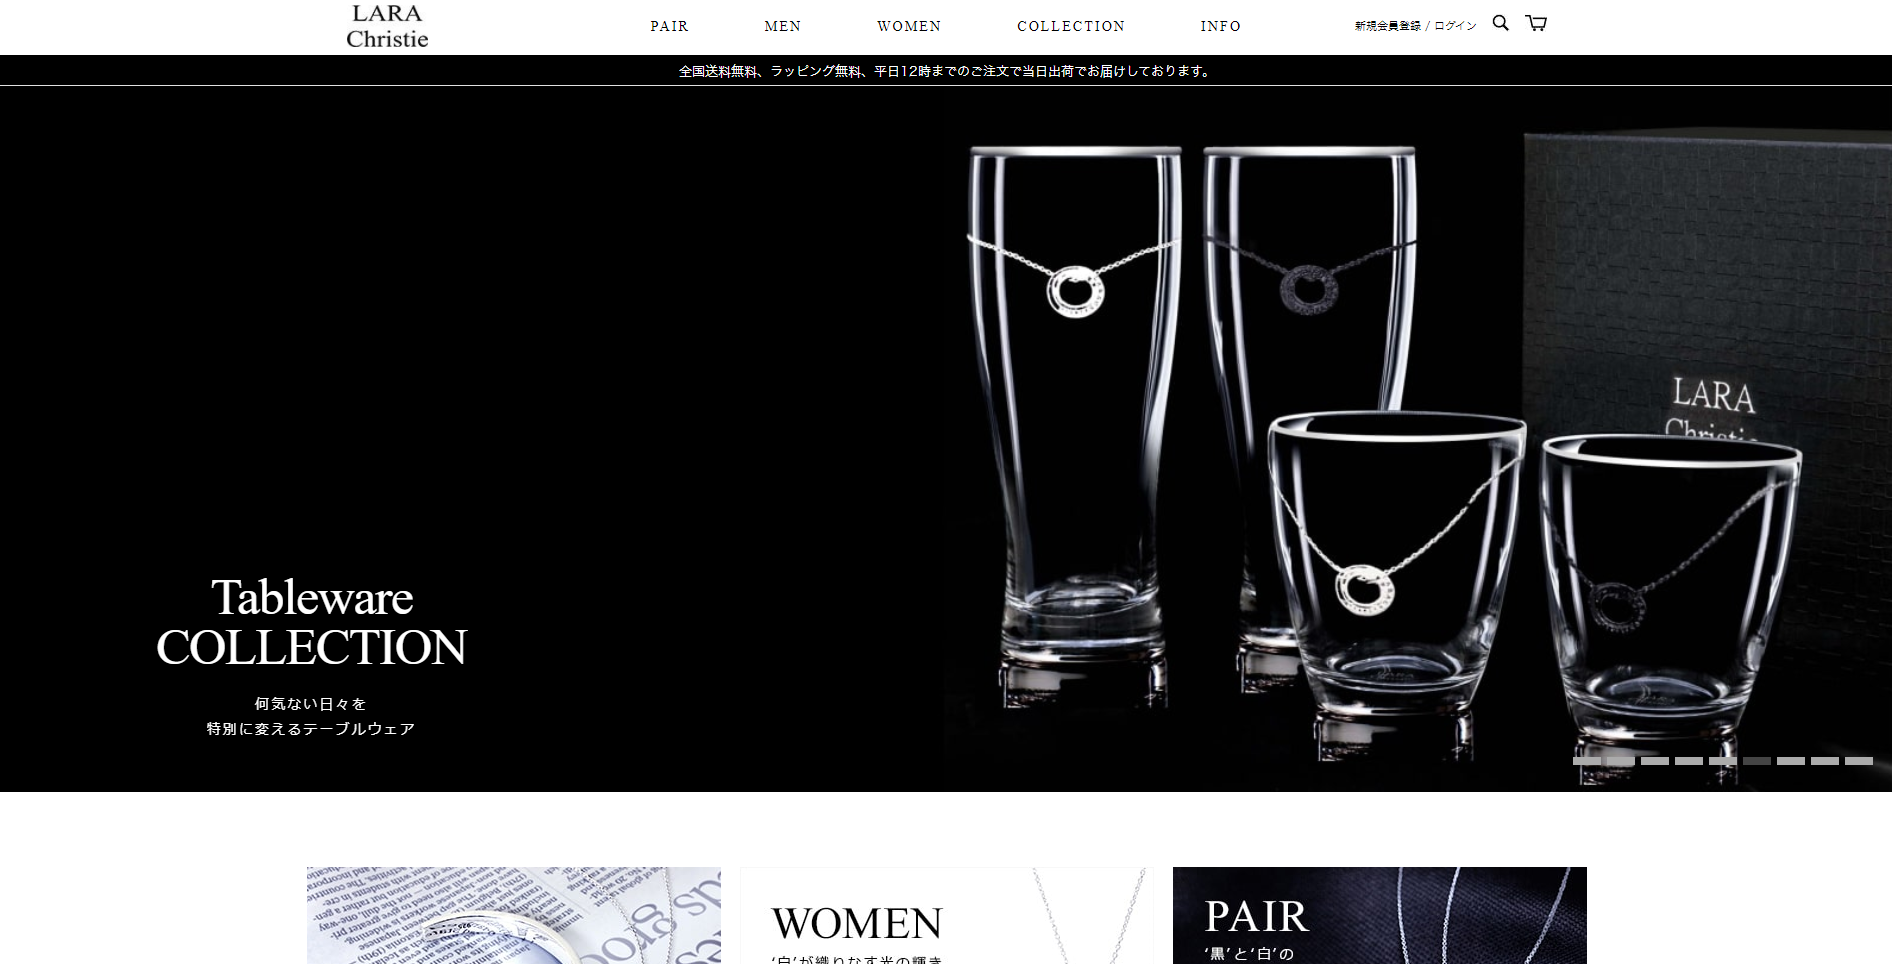 LARA
Christie
PAIR
MEN
WOMEN
COLLECTION
INFO
新規会員登録 / ログイン
全国送料無料、ラッピング無料、平日12時までのご注文で当日出荷でお届けしております。
LARA
Christie
Tableware
COLLECTION
何気ない日々を
特別に変えるテーブルウェア
WOMEN
‘白’が織りなす光の輝き
PAIR
‘黒’と‘白’の